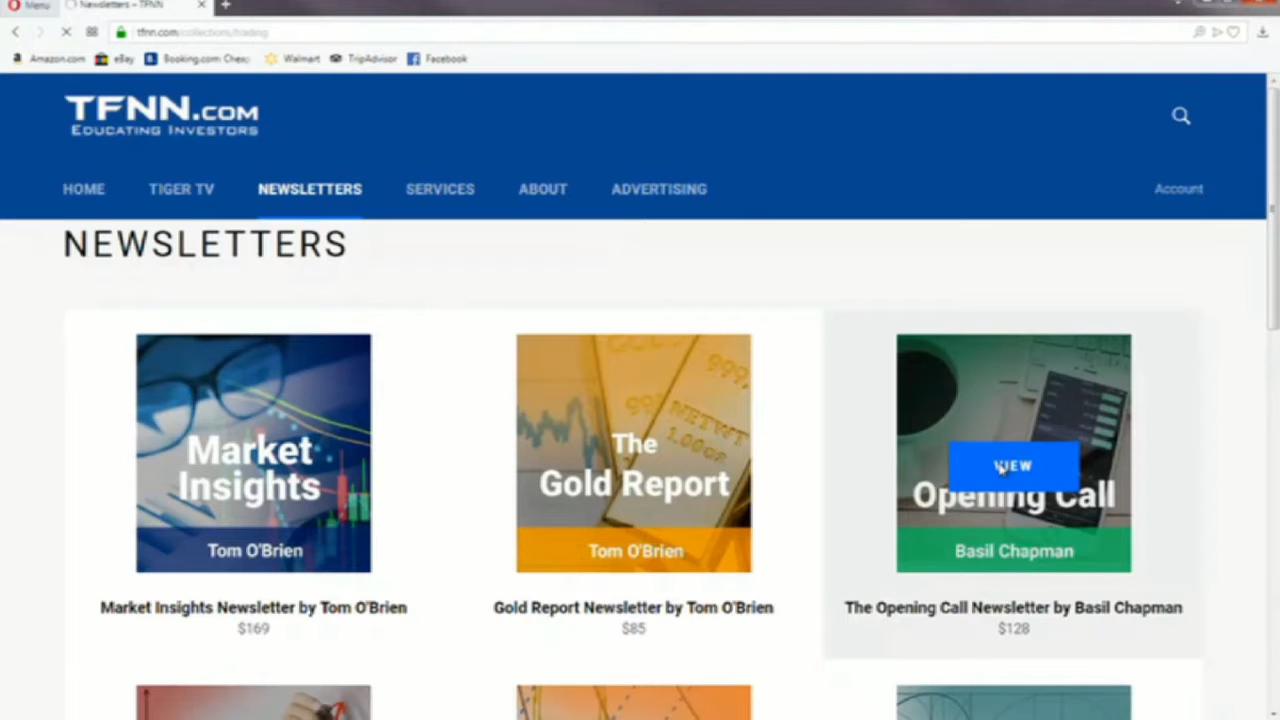 Menu
Newsletters – TFNN
tfnn.com/collections/trading
Amazon.com
eBay
Walmart
TripAdvisor
Facebook
TFNN.COM
EDUCATING INVESTORS
HOME
TIGER TV
NEWSLETTERS
SERVICES
ABOUT
ADVERTISING
Account
NEWSLETTERS
Market
Insights
Tom O'Brien
The
Gold Report
Tom O'Brien
VIEW
Opening Call
Basil Chapman
Market Insights Newsletter by Tom O'Brien
$169
Gold Report Newsletter by Tom O'Brien
$85
The Opening Call Newsletter by Basil Chapman
$128